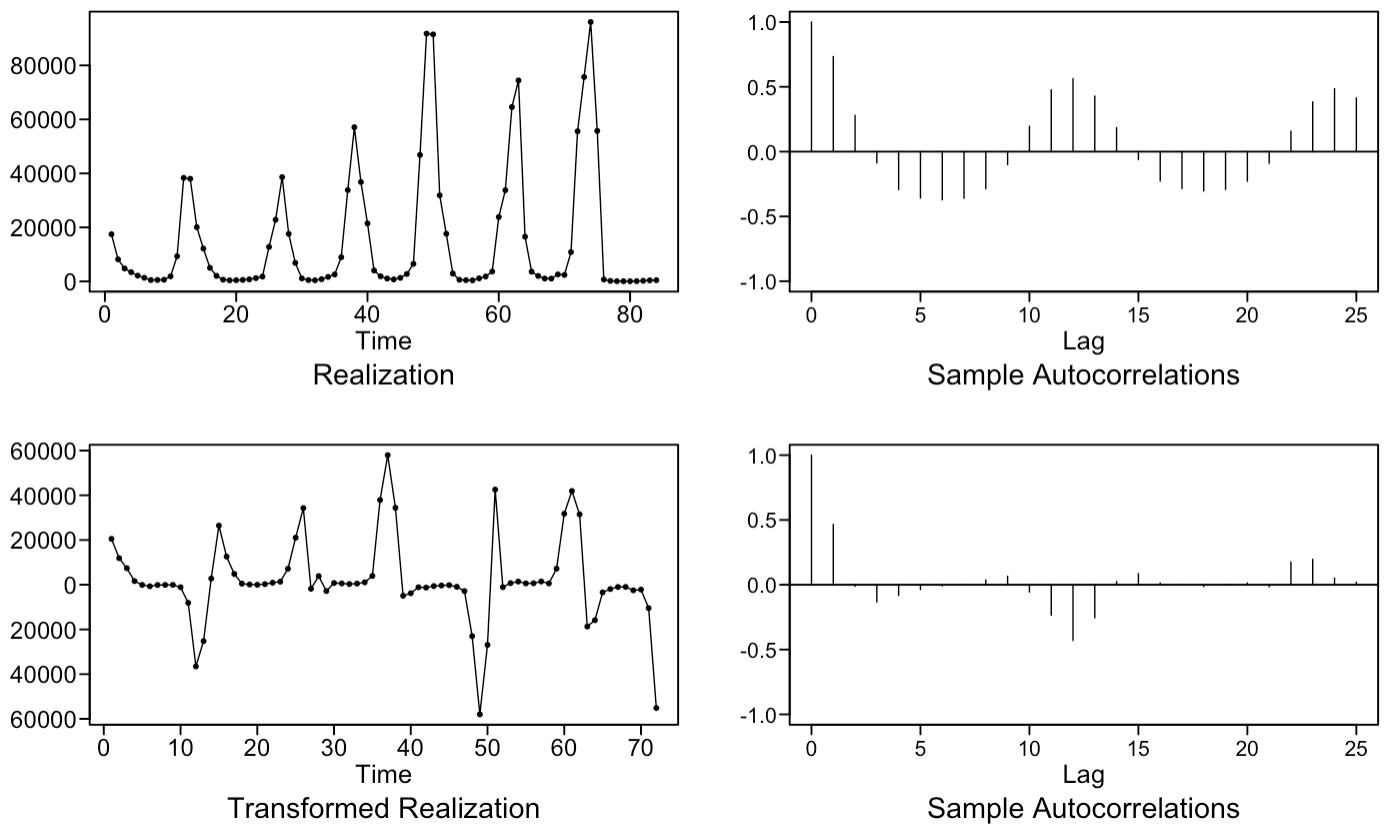 80000
60000
40000
20000
0
0 20 40 60 80
Time
Realization
1.0
0.5
0.0
-0.5
-1.0
0 5 10 15 20 25
Lag
Sample Autocorrelations
60000
40000
20000
0
20000
40000
60000
0 10 20 30 40 50 60 70
Time
Transformed Realization
1.0
0.5
0.0
-0.5
-1.0
0 5 10 15 20 25
Lag
Sample Autocorrelations